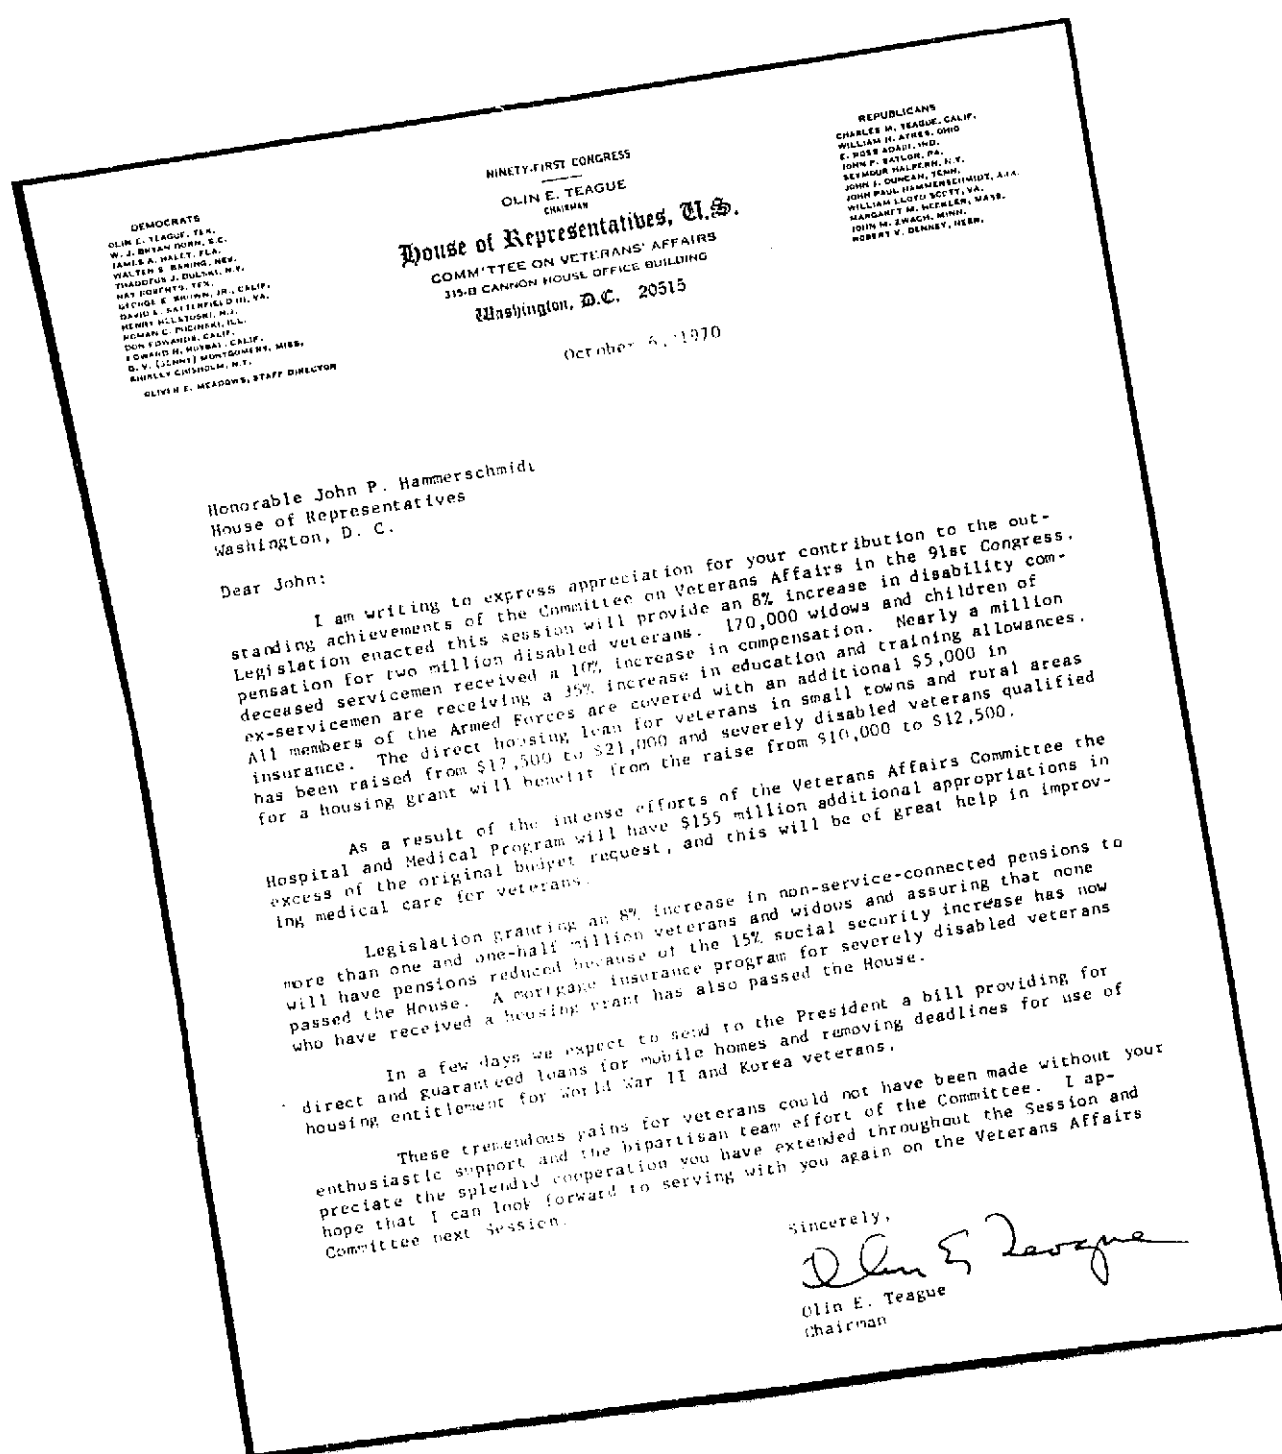 NINETY-FIRST CONGRESS
OLIN E. TEAGUE
CHAIRMAN
House of Representatives, U.S.
COMMITTEE ON VETERANS' AFFAIRS
315-B CANNON HOUSE OFFICE BUILDING
Washington, D.C. 20515
DEMOCRATS
OLIN E. TEAGUE, TEX.
W. J. BRYAN DORN, S.C.
JAMES A. HALEY, FLA.
WALTER S. BARING, NEV.
THADDEUS J. DULSKI, N.Y.
RAY ROBERTS, TEX.
GEORGE E. BROWN, JR., CALIF.
DAVID E. SATTERFIELD III, VA.
HENRY HELSTOSKI, N.J.
ROMAN C. PUCINSKI, ILL.
DON EDWARDS, CALIF.
EDWARD R. ROYBAL, CALIF.
G. V. (SONNY) MONTGOMERY, MISS.
SHIRLEY CHISHOLM, N.Y.
OLIVER E. MEADOWS, STAFF DIRECTOR
REPUBLICANS
CHARLES M. TEAGUE, CALIF.
WILLIAM H. AYRES, OHIO
E. ROSS ADAIR, IND.
JOHN P. SAYLOR, PA.
SEYMOUR HALPERN, N.Y.
JOHN J. DUNCAN, TENN.
JOHN PAUL HAMMERSCHMIDT, ARK.
WILLIAM LLOYD SCOTT, VA.
MARGARET M. HECKLER, MASS.
JOHN M. ZWACH, MINN.
ROBERT V. DENNEY, NEBR.
October 6, 1970
Honorable John P. Hammerschmidt
House of Representatives
Washington, D. C.
Dear John:
I am writing to express appreciation for your contribution to the out-
standing achievements of the Committee on Veterans Affairs in the 91st Congress.
Legislation enacted this session will provide an 8% increase in disability com-
pensation for two million disabled veterans. 170,000 widows and children of
deceased servicemen received a 10% increase in compensation. Nearly a million
ex-servicemen are receiving a 35% increase in education and training allowances.
All members of the Armed Forces are covered with an additional $5,000 in
insurance. The direct housing loan for veterans in small towns and rural areas
has been raised from $17,500 to $21,000 and severely disabled veterans qualified
for a housing grant will benefit from the raise from $10,000 to $12,500.
As a result of the intense efforts of the Veterans Affairs Committee the
Hospital and Medical Program will have $155 million additional appropriations in
excess of the original budget request, and this will be of great help in improv-
ing medical care for veterans.
Legislation granting an 8% increase in non-service-connected pensions to
more than one and one-half million veterans and widows and assuring that none
will have pensions reduced because of the 15% social security increase has now
passed the House. A mortgage insurance program for severely disabled veterans
who have received a housing grant has also passed the House.
In a few days we expect to send to the President a bill providing for
direct and guaranteed loans for mobile homes and removing deadlines for use of
housing entitlement for World War II and Korea veterans.
These tremendous gains for veterans could not have been made without your
enthusiastic support and the bipartisan team effort of the Committee. I ap-
preciate the splendid cooperation you have extended throughout the Session and
hope that I can look forward to serving with you again on the Veterans Affairs
Committee next Session.
Sincerely,
Olin E. Teague
Olin E. Teague
Chairman